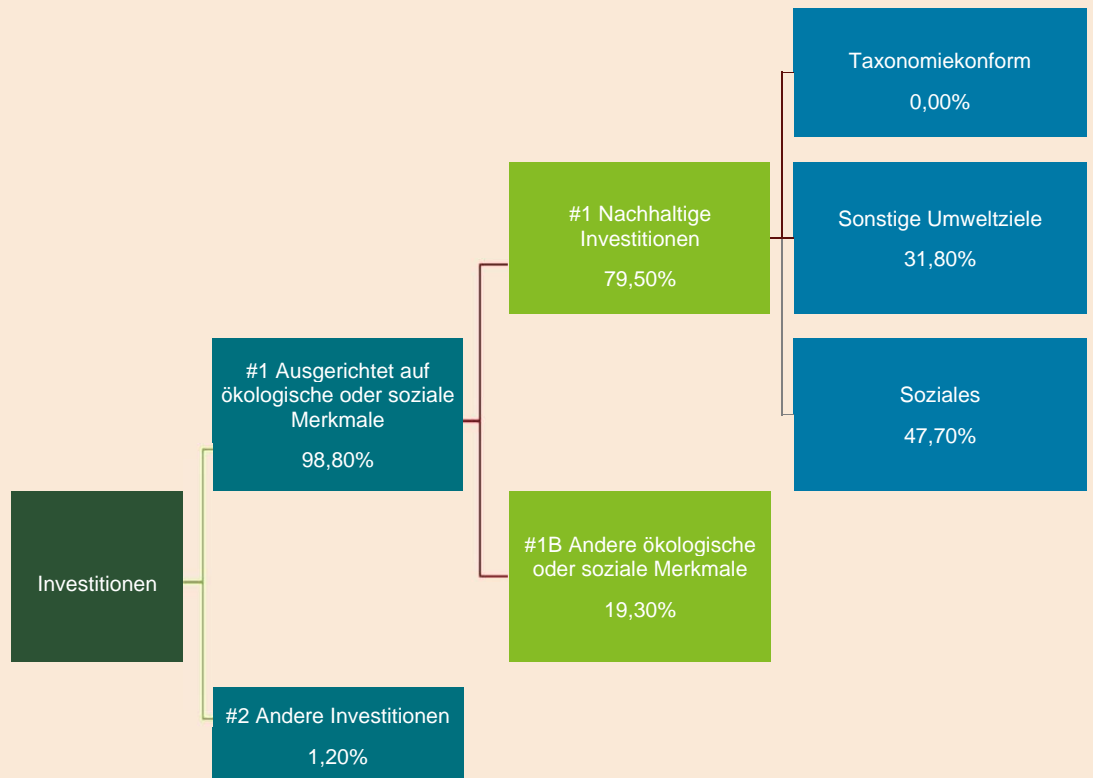 Taxonomiekonform
0,00%
#1 Nachhaltige
Investitionen
79,50%
Sonstige Umweltziele
31,80%
#1 Ausgerichtet auf
ökologische oder soziale
Merkmale
98,80%
Soziales
47,70%
Investitionen
#1B Andere ökologische
oder soziale Merkmale
19,30%
#2 Andere Investitionen
1,20%